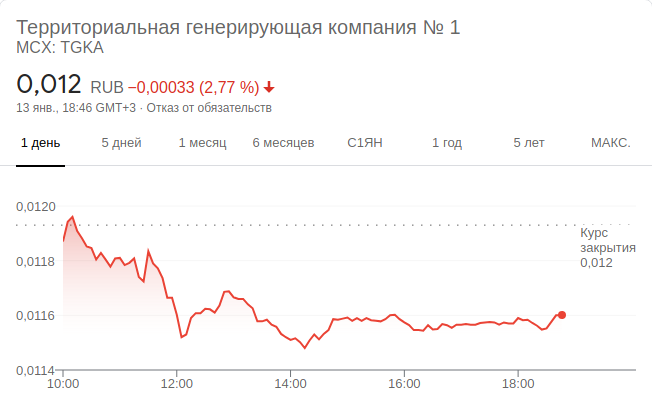 Территориальная генерирующая компания № 1
MCX: TGKA
0,012 RUB −0,00033 (2,77 %)
13 янв., 18:46 GMT+3 · Отказ от обязательств
1 день 5 дней 1 месяц 6 месяцев С1ЯН 1 год 5 лет МАКС.
0,0120
Курс
закрытия
0,012
0,0118
0,0116
0,0114
10:00 12:00 14:00 16:00 18:00